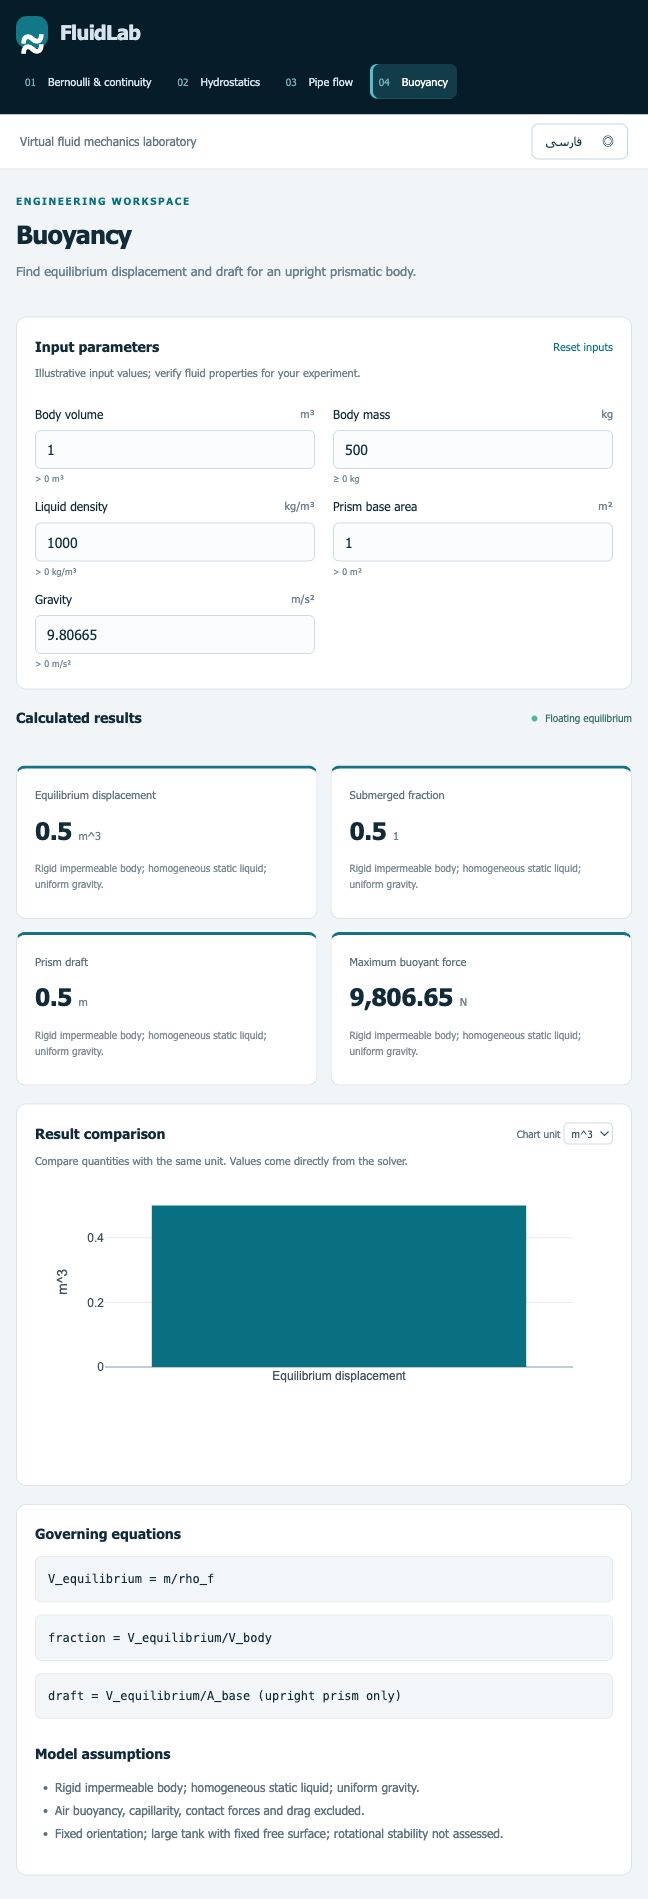 FluidLab
01 Bernoulli & continuity 02 Hydrostatics 03 Pipe flow 04 Buoyancy
Virtual fluid mechanics laboratory
فارسی
ENGINEERING WORKSPACE
Buoyancy
Find equilibrium displacement and draft for an upright prismatic body.
Input parameters
Reset inputs
Illustrative input values; verify fluid properties for your experiment.
Body volume m³
1
> 0 m³
Body mass kg
500
≥ 0 kg
Liquid density kg/m³
1000
> 0 kg/m³
Prism base area m²
1
> 0 m²
Gravity m/s²
9.80665
> 0 m/s²
Calculated results
Floating equilibrium
Equilibrium displacement
0.5 m^3
Rigid impermeable body; homogeneous static liquid;
uniform gravity.
Submerged fraction
0.5 1
Rigid impermeable body; homogeneous static liquid;
uniform gravity.
Prism draft
0.5 m
Rigid impermeable body; homogeneous static liquid;
uniform gravity.
Maximum buoyant force
9,806.65 N
Rigid impermeable body; homogeneous static liquid;
uniform gravity.
Result comparison
Chart unit m^3
Compare quantities with the same unit. Values come directly from the solver.
0.4
0.2
0
m^3
Equilibrium displacement
Governing equations
V_equilibrium = m/rho_f
fraction = V_equilibrium/V_body
draft = V_equilibrium/A_base (upright prism only)
Model assumptions
• Rigid impermeable body; homogeneous static liquid; uniform gravity.
• Air buoyancy, capillarity, contact forces and drag excluded.
• Fixed orientation; large tank with fixed free surface; rotational stability not assessed.